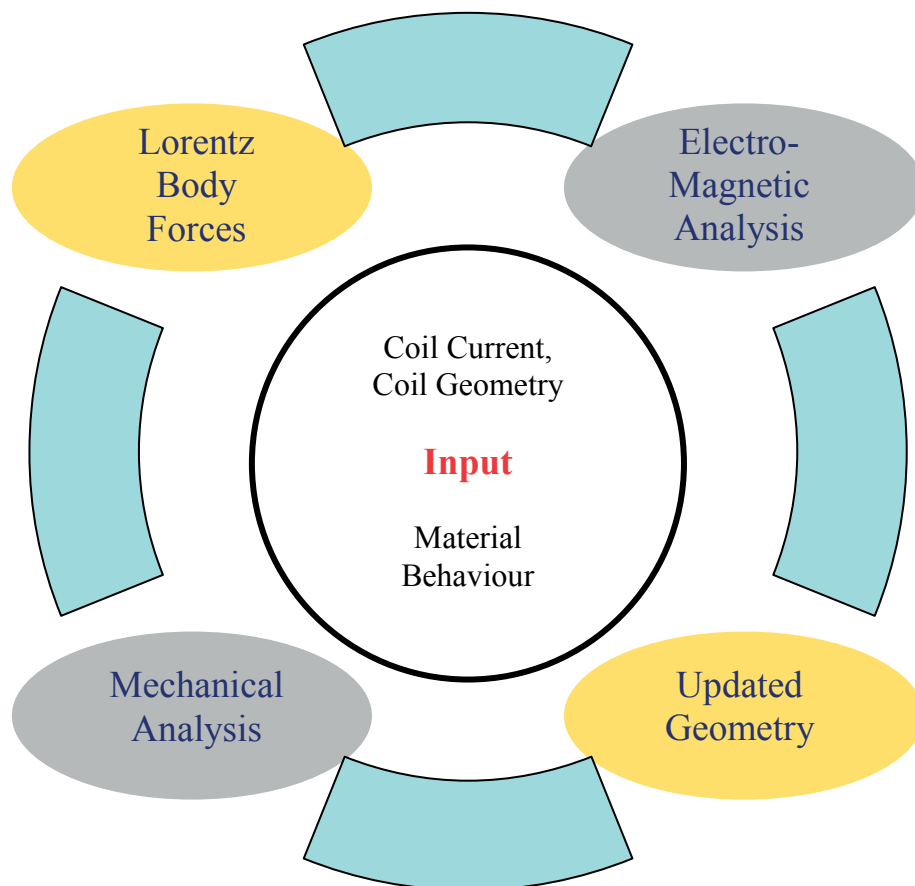 Lorentz
Body
Forces
Electro-
Magnetic
Analysis
Coil Current,
Coil Geometry
Input
Material
Behaviour
Mechanical
Analysis
Updated
Geometry